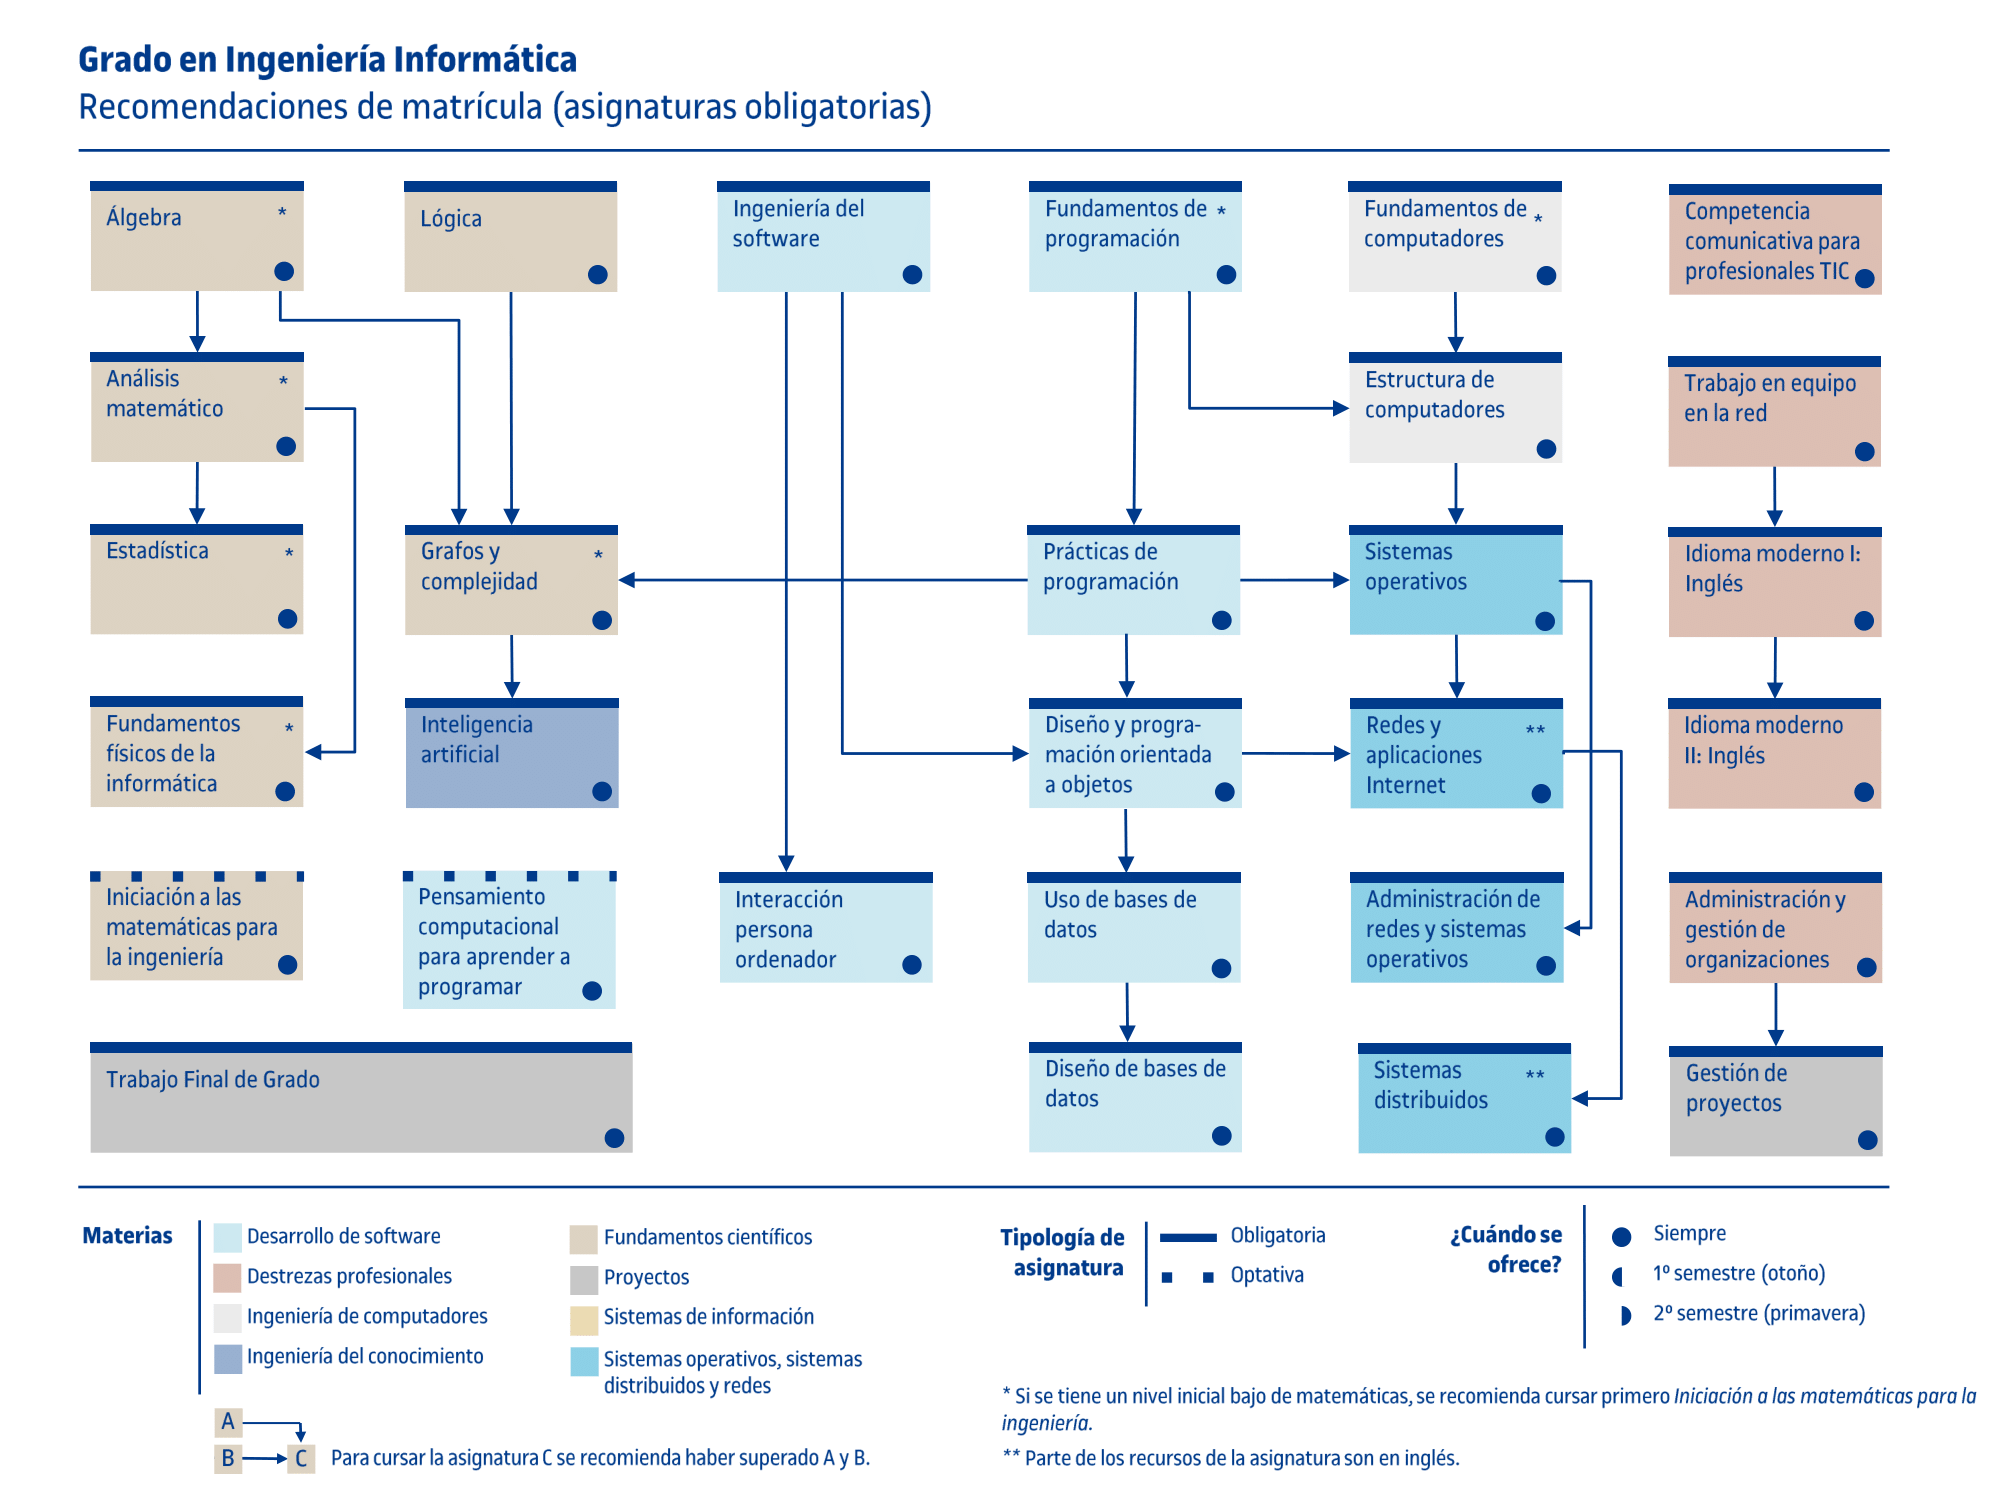 Grado en Ingeniería Informática
Recomendaciones de matrícula (asignaturas obligatorias)
Álgebra *
Lógica
Ingeniería del
software
Fundamentos de *
programación
Fundamentos de *
computadores
Competencia
comunicativa para
profesionales TIC
Análisis *
matemático
Estructura de
computadores
Trabajo en equipo
en la red
Estadística *
Grafos y *
complejidad
Prácticas de
programación
Sistemas
operativos
Idioma moderno I:
Inglés
Fundamentos *
físicos de la
informática
Inteligencia
artificial
Diseño y progra-
mación orientada
a objetos
Redes y **
aplicaciones
Internet
Idioma moderno
II: Inglés
Iniciación a las
matemáticas para
la ingeniería
Pensamiento
computacional
para aprender a
programar
Interacción
persona
ordenador
Uso de bases de
datos
Administración de
redes y sistemas
operativos
Administración y
gestión de
organizaciones
Trabajo Final de Grado
Diseño de bases de
datos
Sistemas **
distribuidos
Gestión de
proyectos
Materias
Desarrollo de software
Destrezas profesionales
Ingeniería de computadores
Ingeniería del conocimiento
Fundamentos científicos
Proyectos
Sistemas de información
Sistemas operativos, sistemas
distribuidos y redes
A
B
C
Para cursar la asignatura C se recomienda haber superado A y B.
Tipología de
asignatura
Obligatoria
Optativa
¿Cuándo se
ofrece?
Siempre
1º semestre (otoño)
2º semestre (primavera)
* Si se tiene un nivel inicial bajo de matemáticas, se recomienda cursar primero Iniciación a las matemáticas para la
ingeniería.
** Parte de los recursos de la asignatura son en inglés.